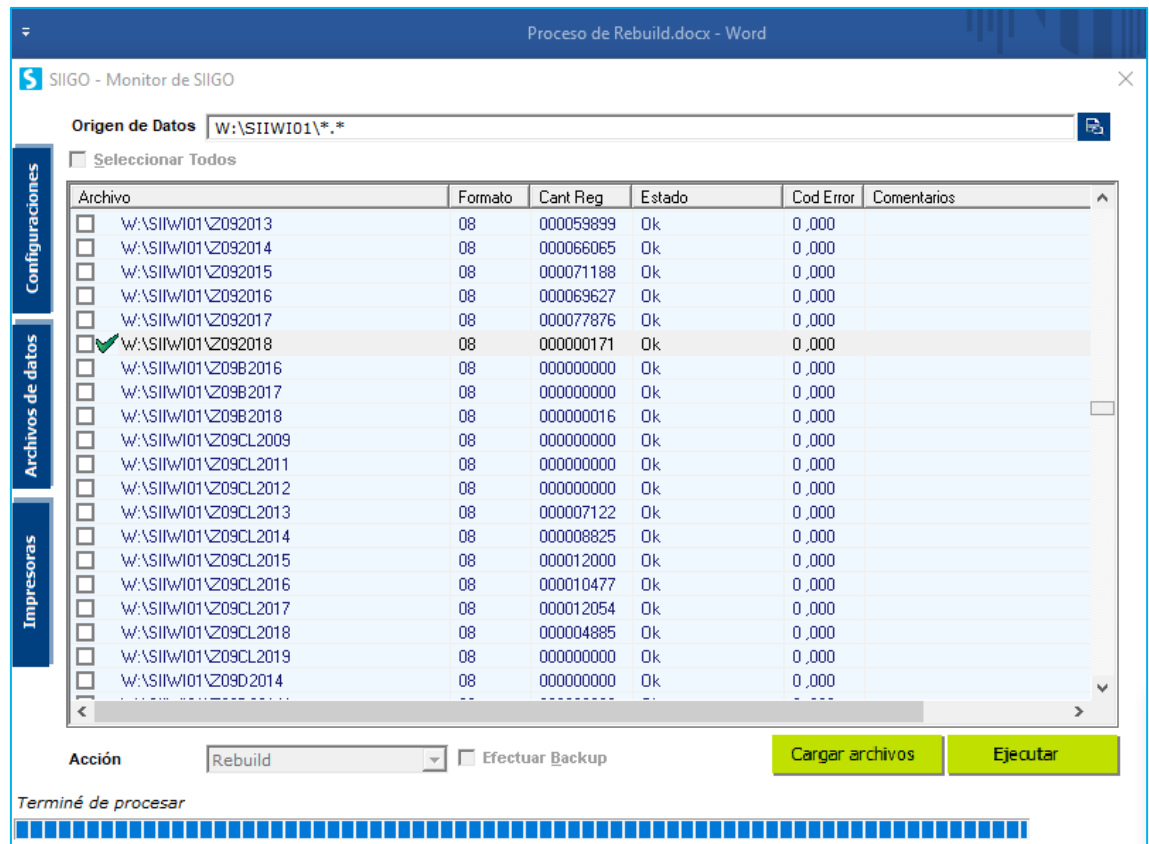 Proceso de Rebuild.docx - Word
SIIGO - Monitor de SIIGO
Origen de Datos W:\SIIWI01\*.*
Seleccionar Todos
Configuraciones
Archivos de datos
Impresoras
Archivo Formato Cant Reg Estado Cod Error Comentarios
W:\SIIWI01\Z092013 08 000059899 Ok 0 ,000
W:\SIIWI01\Z092014 08 000066065 Ok 0 ,000
W:\SIIWI01\Z092015 08 000071188 Ok 0 ,000
W:\SIIWI01\Z092016 08 000069627 Ok 0 ,000
W:\SIIWI01\Z092017 08 000077876 Ok 0 ,000
W:\SIIWI01\Z092018 08 000000171 Ok 0 ,000
W:\SIIWI01\Z09B2016 08 000000000 Ok 0 ,000
W:\SIIWI01\Z09B2017 08 000000000 Ok 0 ,000
W:\SIIWI01\Z09B2018 08 000000016 Ok 0 ,000
W:\SIIWI01\Z09CL2009 08 000000000 Ok 0 ,000
W:\SIIWI01\Z09CL2011 08 000000000 Ok 0 ,000
W:\SIIWI01\Z09CL2012 08 000000000 Ok 0 ,000
W:\SIIWI01\Z09CL2013 08 000007122 Ok 0 ,000
W:\SIIWI01\Z09CL2014 08 000008825 Ok 0 ,000
W:\SIIWI01\Z09CL2015 08 000012000 Ok 0 ,000
W:\SIIWI01\Z09CL2016 08 000010477 Ok 0 ,000
W:\SIIWI01\Z09CL2017 08 000012054 Ok 0 ,000
W:\SIIWI01\Z09CL2018 08 000004885 Ok 0 ,000
W:\SIIWI01\Z09CL2019 08 000000000 Ok 0 ,000
W:\SIIWI01\Z09D2014 08 000000000 Ok 0 ,000
Acción Rebuild Efectuar Backup Cargar archivos Ejecutar
Terminé de procesar